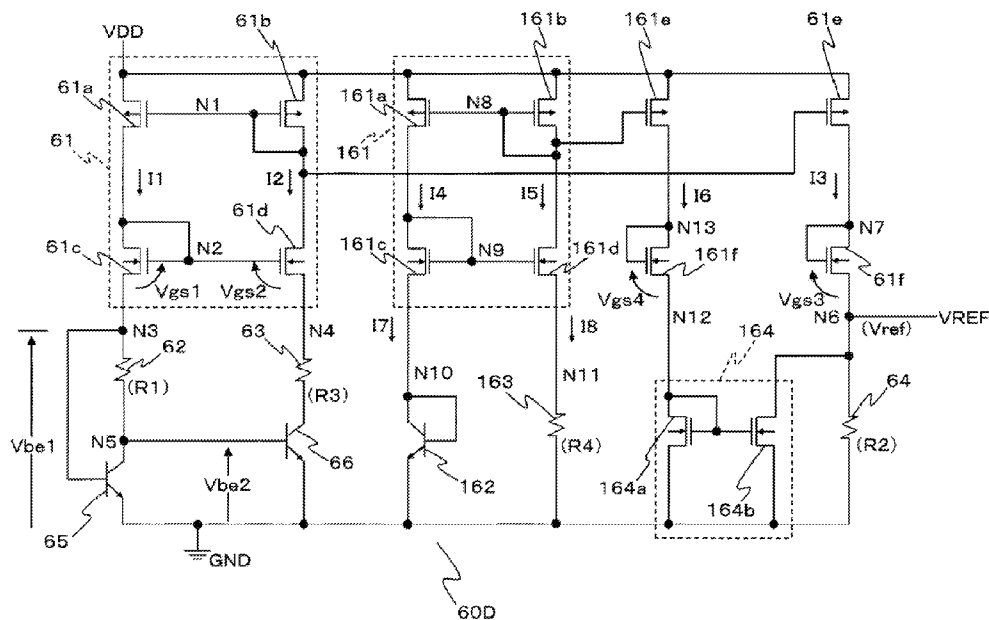 61b 161b 161e 61e
VDD
61a N1 161a N8
61 161
I1 I2 I4 I5 I6 I3
61d N13 N7
61c N2 161c N9 161d 161f 61f
Vgs1 Vgs2 Vgs4 Vgs3
N3 63 N4 I7 I8 N12 N6 VREF
62 164 (Vref)
(R1) (R3) N10 163 N11 64
Vbe1 N5 (R4) (R2)
66 Vbe2 162 164a 164b
65 GND
60D